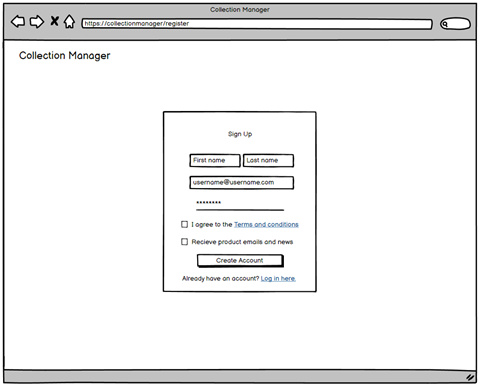 Collection Manager
https://collectionmanager/register
Collection Manager
Sign Up
First name Last name
username@username.com
********
I agree to the Terms and conditions
Recieve product emails and news
Create Account
Already have an account? Log in here.